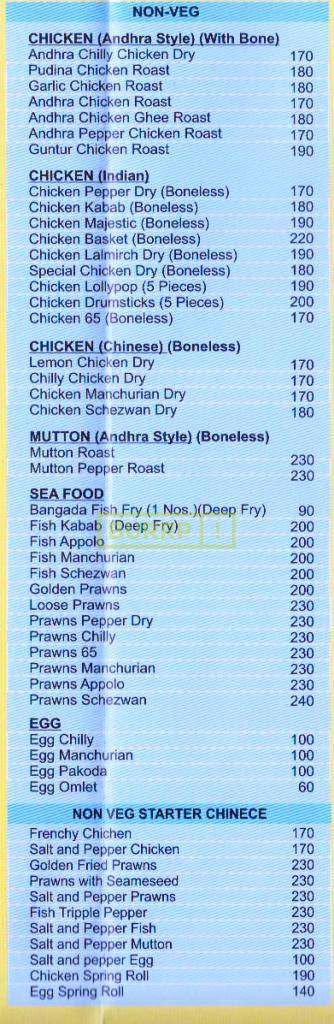 NON-VEG
CHICKEN (Andhra Style) (With Bone)
Andhra Chilly Chicken Dry 170
Pudina Chicken Roast 180
Garlic Chicken Roast 180
Andhra Chicken Roast 170
Andhra Chicken Ghee Roast 180
Andhra Pepper Chicken Roast 170
Guntur Chicken Roast 190
CHICKEN (Indian)
Chicken Pepper Dry (Boneless) 170
Chicken Kabab (Boneless) 180
Chicken Majestic (Boneless) 190
Chicken Basket (Boneless) 220
Chicken Lalmirch Dry (Boneless) 190
Special Chicken Dry (Boneless) 180
Chicken Lollypop (5 Pieces) 190
Chicken Drumsticks (5 Pieces) 200
Chicken 65 (Boneless) 170
CHICKEN (Chinese) (Boneless)
Lemon Chicken Dry 170
Chilly Chicken Dry 170
Chicken Manchurian Dry 170
Chicken Schezwan Dry 180
MUTTON (Andhra Style) (Boneless)
Mutton Roast 230
Mutton Pepper Roast 230
SEA FOOD
Bangada Fish Fry (1 Nos.)(Deep Fry) 90
Fish Kabab (Deep Fry) 200
BURRP!
Fish Appolo 200
Fish Manchurian 200
Fish Schezwan 200
Golden Prawns 200
Loose Prawns 230
Prawns Pepper Dry 230
Prawns Chilly 230
Prawns 65 230
Prawns Manchurian 230
Prawns Appolo 230
Prawns Schezwan 240
EGG
Egg Chilly 100
Egg Manchurian 100
Egg Pakoda 100
Egg Omlet 60
NON VEG STARTER CHINECE
Frenchy Chichen 170
Salt and Pepper Chicken 170
Golden Fried Prawns 230
Prawns with Seameseed 230
Salt and Pepper Prawns 230
Fish Tripple Pepper 230
Salt and Pepper Fish 230
Salt and Pepper Mutton 230
Salt and pepper Egg 100
Chicken Spring Roll 190
Egg Spring Roll 140